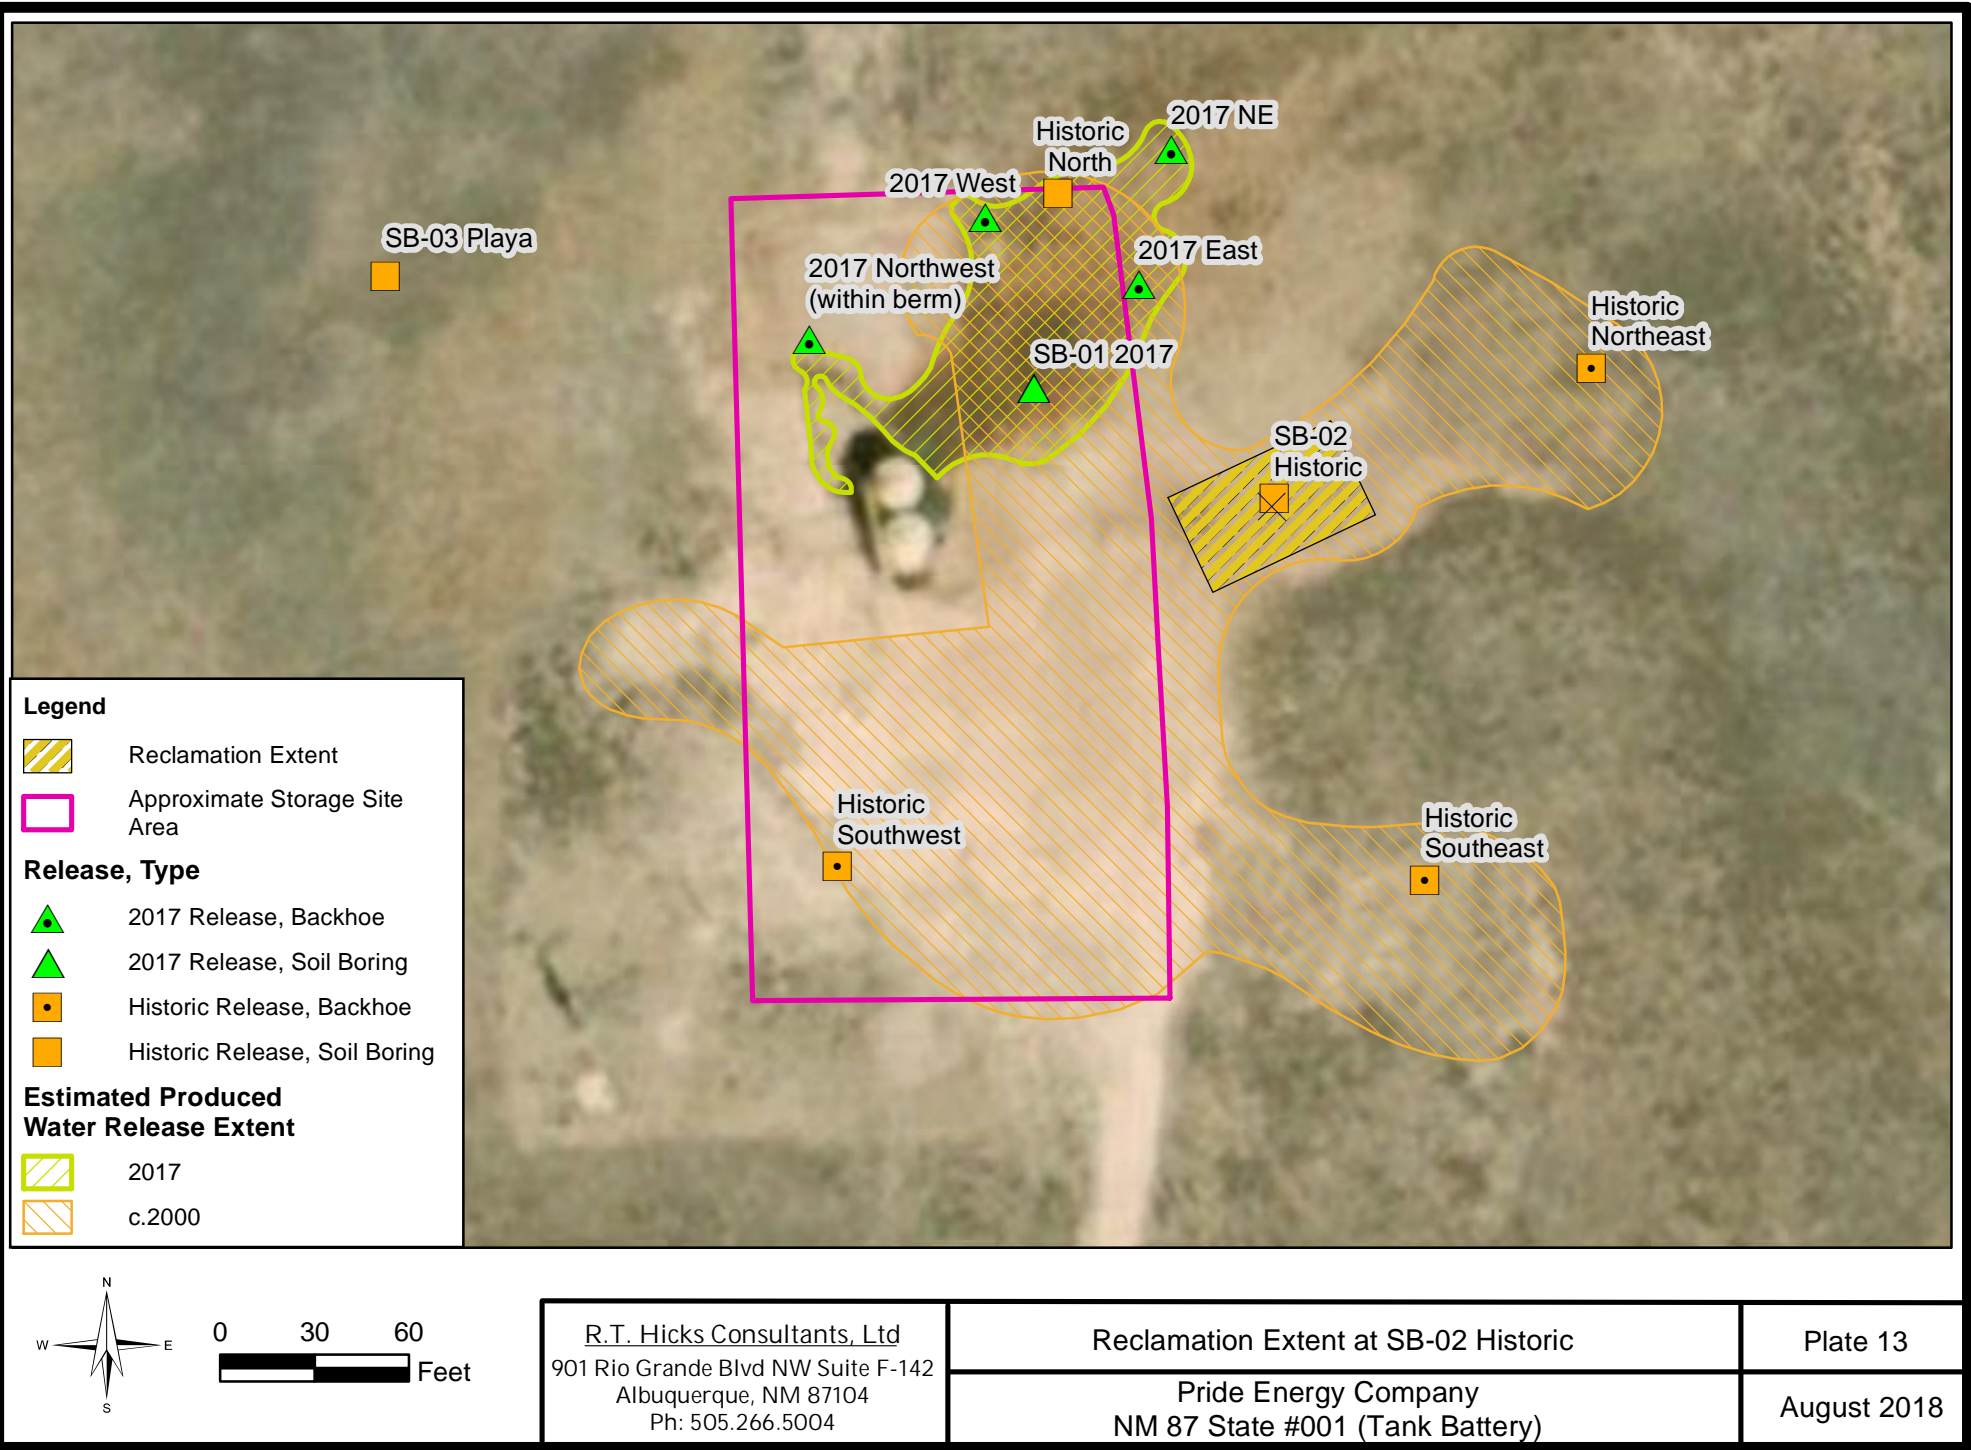 2017 NE
Historic
North
2017 West
SB-03 Playa
2017 East
2017 Northwest
(within berm)
Historic
Northeast
SB-01 2017
SB-02
Historic
Historic
Southwest
Historic
Southeast
Legend
Reclamation Extent
Approximate Storage Site
Area
Release, Type
2017 Release, Backhoe
2017 Release, Soil Boring
Historic Release, Backhoe
Historic Release, Soil Boring
Estimated Produced
Water Release Extent
2017
c.2000
N
W
E
S
0 30 60
Feet
R.T. Hicks Consultants, Ltd
901 Rio Grande Blvd NW Suite F-142
Albuquerque, NM 87104
Ph: 505.266.5004
Reclamation Extent at SB-02 Historic
Pride Energy Company
NM 87 State #001 (Tank Battery)
Plate 13
August 2018